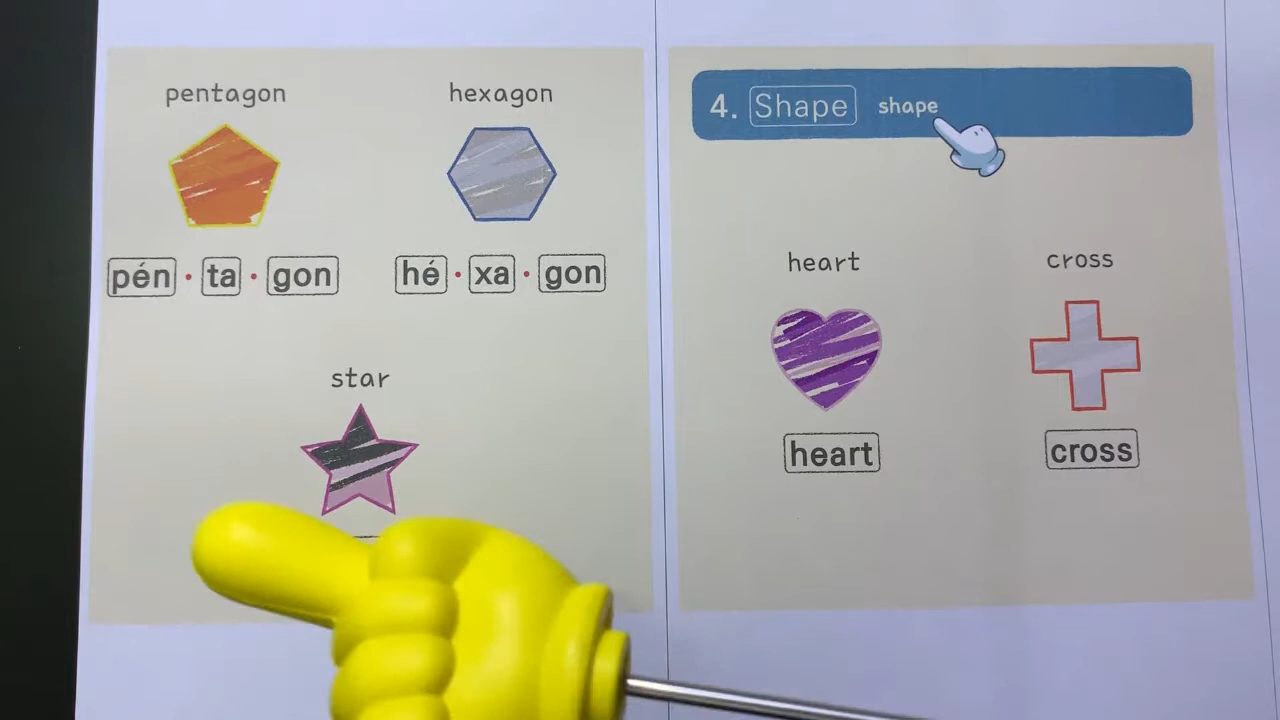 pentagon
hexagon
pén · ta · gon
hé · xa · gon
star
4. Shape shape
heart
cross
heart
cross